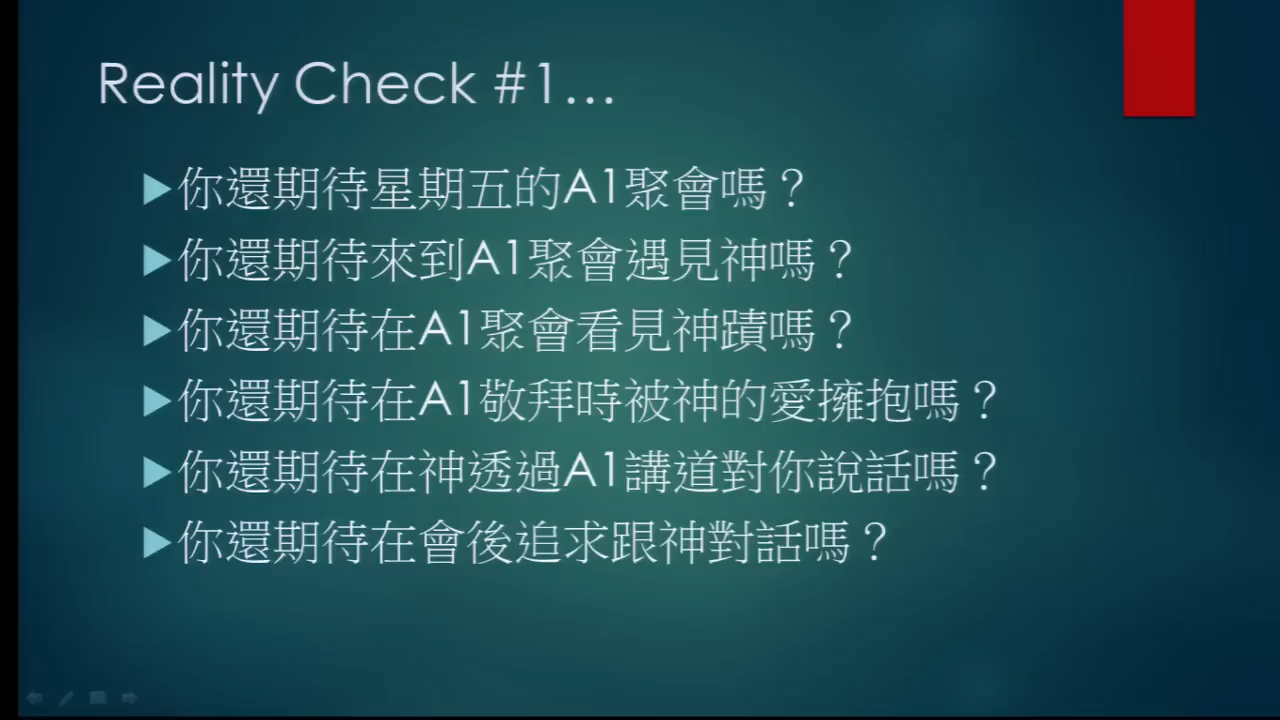 Reality Check #1...
你還期待星期五的A1聚會嗎？
你還期待來到A1聚會遇見神嗎？
你還期待在A1聚會看見神蹟嗎？
你還期待在A1敬拜時被神的愛擁抱嗎？
你還期待在神透過A1講道對你說話嗎？
你還期待在會後追求跟神對話嗎？